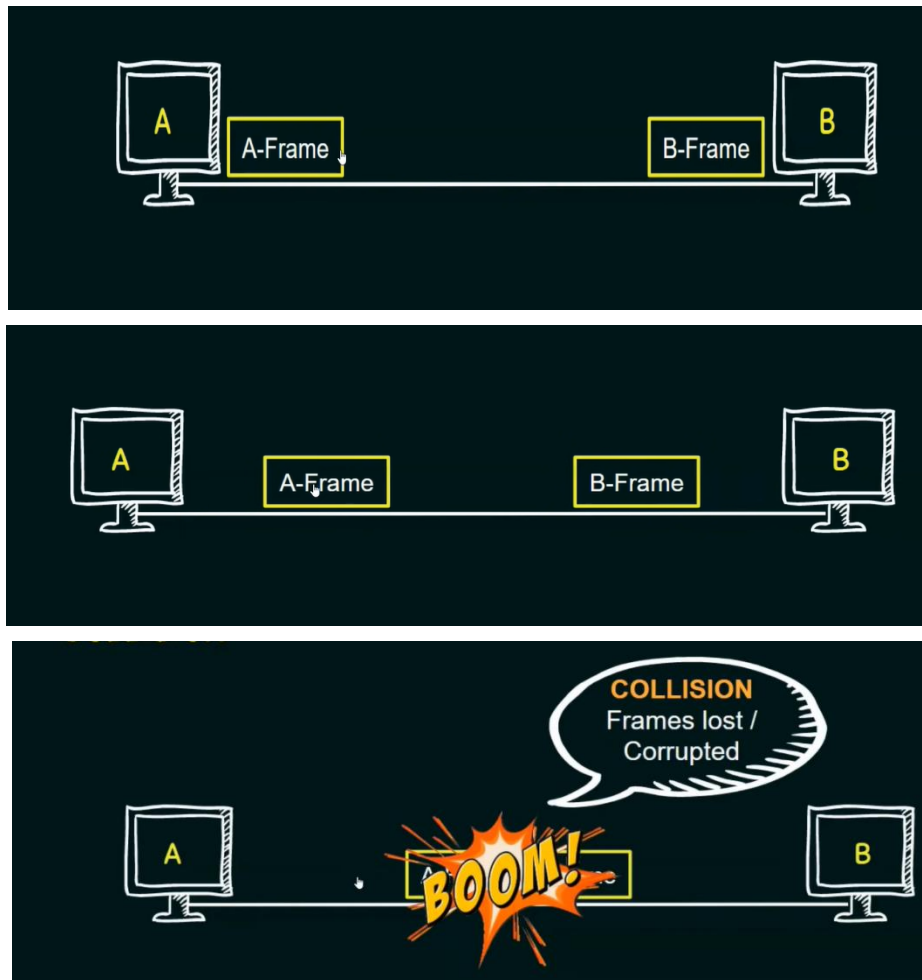 A
A-Frame
B-Frame
B
A
A-Frame
B-Frame
B
COLLISION
Frames lost /
Corrupted
A
BOOM!
B